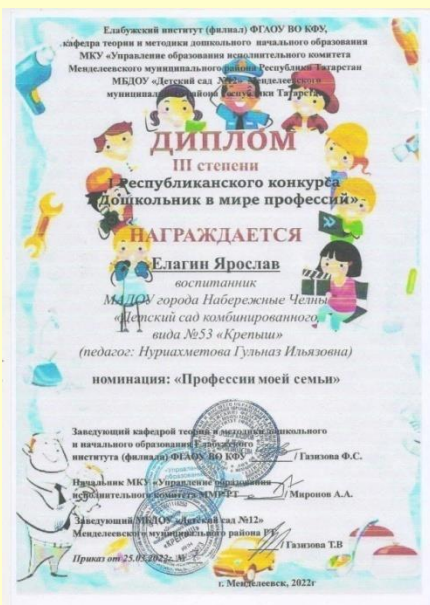 Елабужский институт (филиал) ФГАОУ ВО КФУ,
кафедра теории и методики дошкольного начального образования
МКУ «Управление образования исполнительного комитета
Менделеевского муниципального района Республики Татарстан
МБДОУ «Детский сад №12» Менделеевского
муниципального района Республики Татарстан
ДИПЛОМ
III степени
I Республиканского конкурса
«Дошкольник в мире профессий»
НАГРАЖДАЕТСЯ
Елагин Ярослав
воспитанник
МАДОУ города Набережные Челны
«Детский сад комбинированного
вида №53 «Крепыш»
(педагог: Нуриахметова Гульназ Ильязовна)
номинация: «Профессии моей семьи»
Заведующий кафедрой теории и методики дошкольного
и начального образования Елабужского
института (филиала) ФГАОУ ВО КФУ / Газизова Ф.С.
Начальник МКУ «Управление образования
исполнительного комитета ММР РТ / Миронов А.А.
Заведующий МБДОУ «Детский сад №12»
Менделеевского муниципального района РТ
/ Газизова Т.В
Приказ от 25.03.2022г. №
г. Менделеевск, 2022г